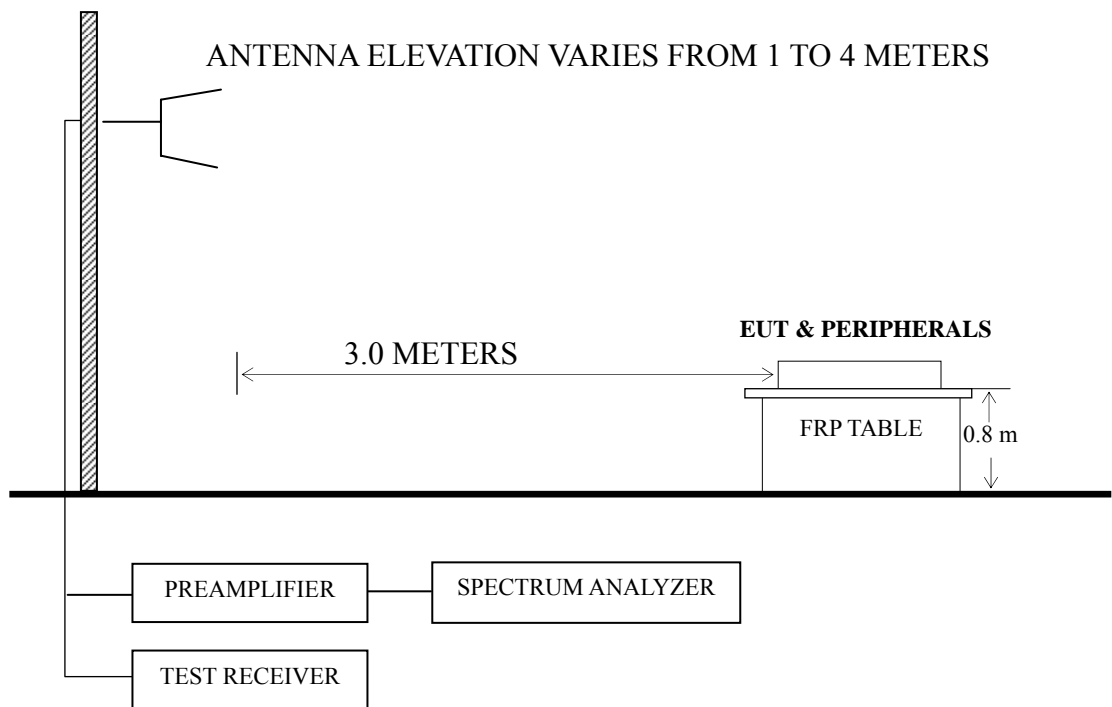 ANTENNA ELEVATION VARIES FROM 1 TO 4 METERS
EUT & PERIPHERALS
3.0 METERS
FRP TABLE
0.8 m
PREAMPLIFIER
SPECTRUM ANALYZER
TEST RECEIVER